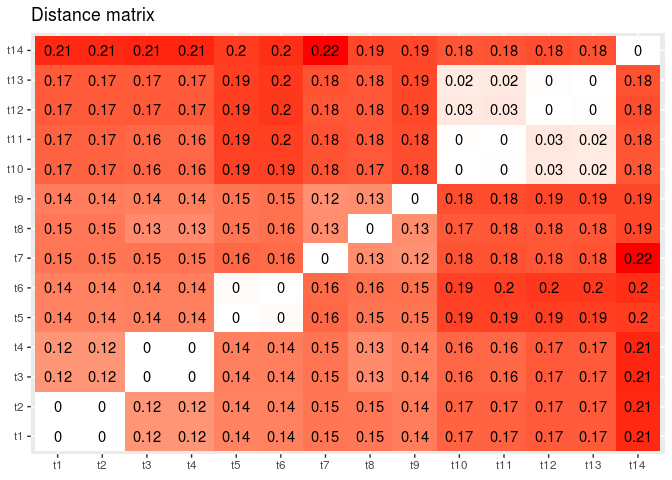 Distance matrix
t14 0.21 0.21 0.21 0.21 0.2 0.2 0.22 0.19 0.19 0.18 0.18 0.18 0.18 0
t13 0.17 0.17 0.17 0.17 0.19 0.2 0.18 0.18 0.19 0.02 0.02 0 0 0.18
t12 0.17 0.17 0.17 0.17 0.19 0.2 0.18 0.18 0.19 0.03 0.03 0 0 0.18
t11 0.17 0.17 0.16 0.16 0.19 0.2 0.18 0.18 0.18 0 0 0.03 0.02 0.18
t10 0.17 0.17 0.16 0.16 0.19 0.19 0.18 0.17 0.18 0 0 0.03 0.02 0.18
t9 0.14 0.14 0.14 0.14 0.15 0.15 0.12 0.13 0 0.18 0.18 0.19 0.19 0.19
t8 0.15 0.15 0.13 0.13 0.15 0.16 0.13 0 0.13 0.17 0.18 0.18 0.18 0.19
t7 0.15 0.15 0.15 0.15 0.16 0.16 0 0.13 0.12 0.18 0.18 0.18 0.18 0.22
t6 0.14 0.14 0.14 0.14 0 0 0.16 0.16 0.15 0.19 0.2 0.2 0.2 0.2
t5 0.14 0.14 0.14 0.14 0 0 0.16 0.15 0.15 0.19 0.19 0.19 0.19 0.2
t4 0.12 0.12 0 0 0.14 0.14 0.15 0.13 0.14 0.16 0.16 0.17 0.17 0.21
t3 0.12 0.12 0 0 0.14 0.14 0.15 0.13 0.14 0.16 0.16 0.17 0.17 0.21
t2 0 0 0.12 0.12 0.14 0.14 0.15 0.15 0.14 0.17 0.17 0.17 0.17 0.21
t1 0 0 0.12 0.12 0.14 0.14 0.15 0.15 0.14 0.17 0.17 0.17 0.17 0.21
t1 t2 t3 t4 t5 t6 t7 t8 t9 t10 t11 t12 t13 t14